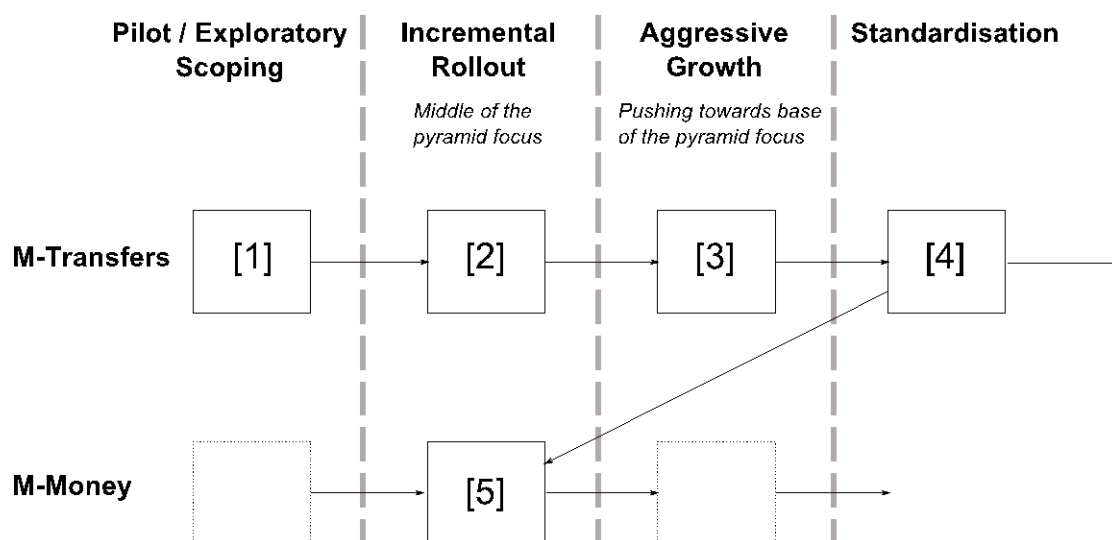 Pilot / Exploratory
Scoping
Incremental
Rollout
Middle of the
pyramid focus
Aggressive
Growth
Pushing towards base
of the pyramid focus
Standardisation
M-Transfers
[1]
[2]
[3]
[4]
M-Money
[5]